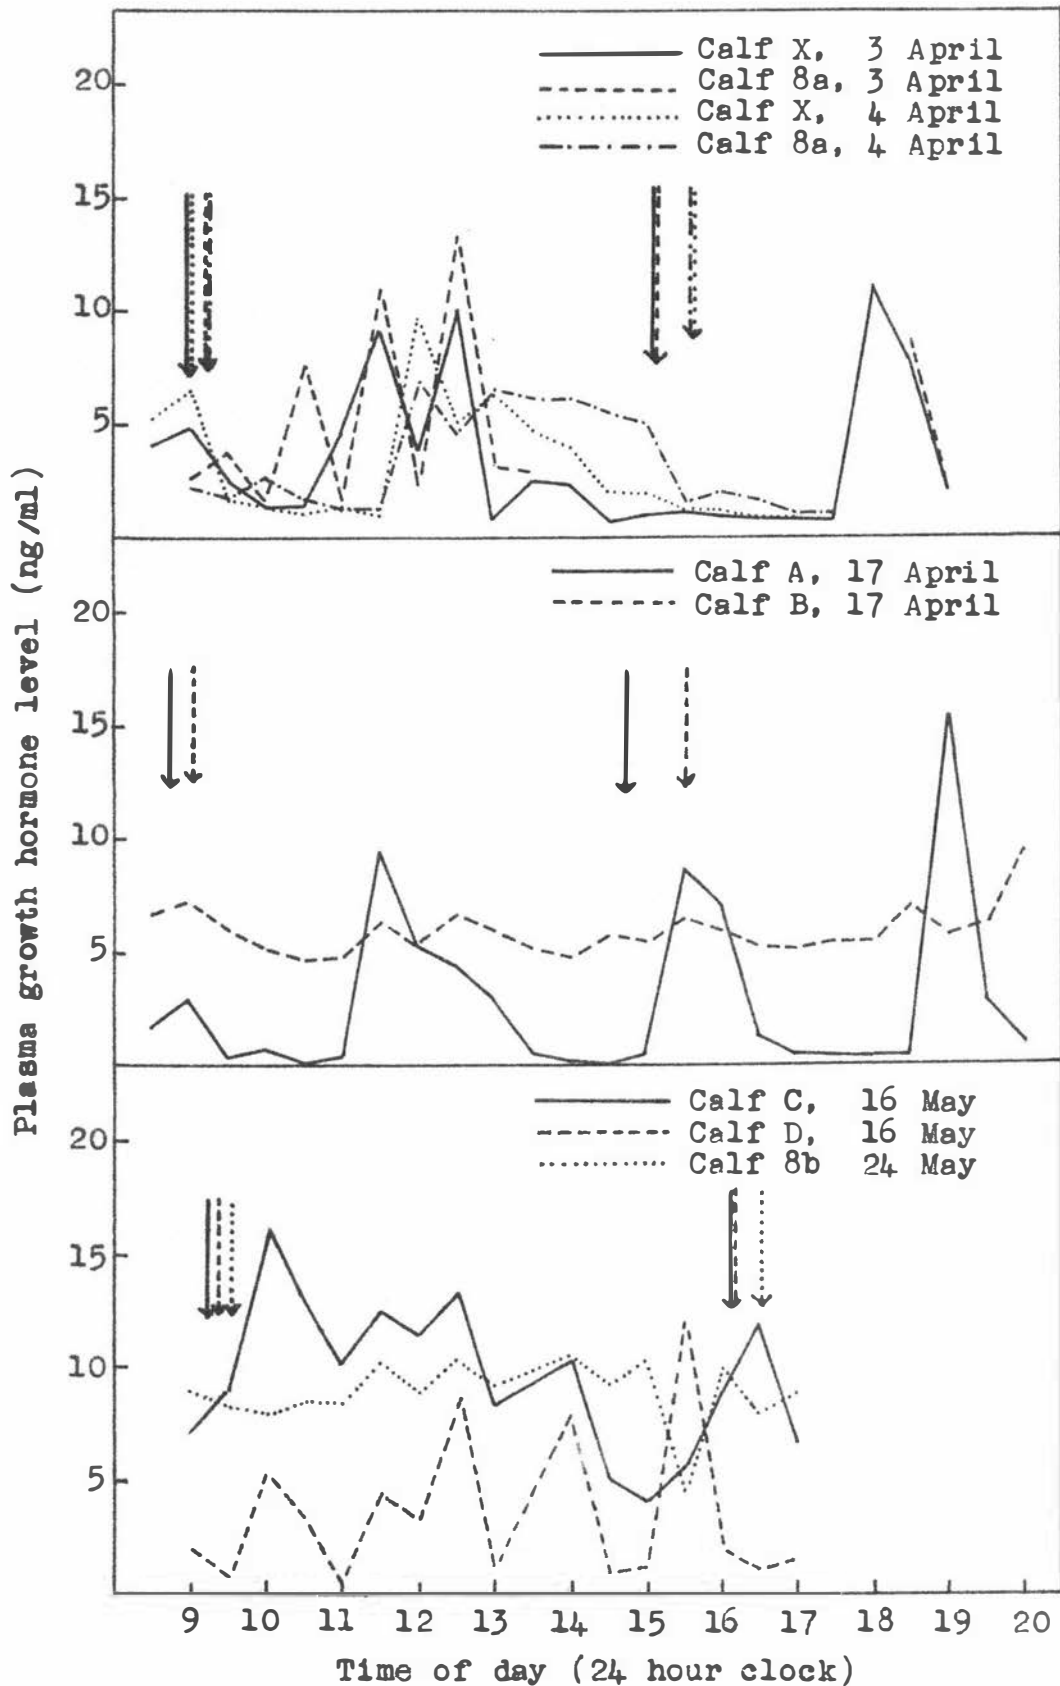 Calf X, 3 April
Calf 8a, 3 April
Calf X, 4 April
Calf 8a, 4 April
20
15
10
5
Calf A, 17 April
Calf B, 17 April
20
15
10
5
Plasma growth hormone level (ng/ml)
Calf C, 16 May
Calf D, 16 May
Calf 8b 24 May
20
15
10
5
9 10 11 12 13 14 15 16 17 18 19 20
Time of day (24 hour clock)